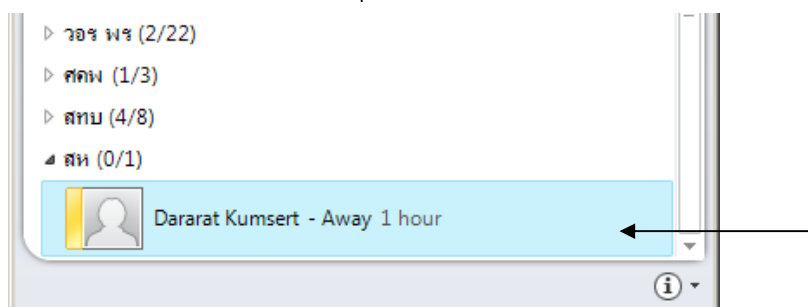 วอร พร (2/22)
ศดพ (1/3)
สทบ (4/8)
สห (0/1)
Dararat Kumsert - Away 1 hour